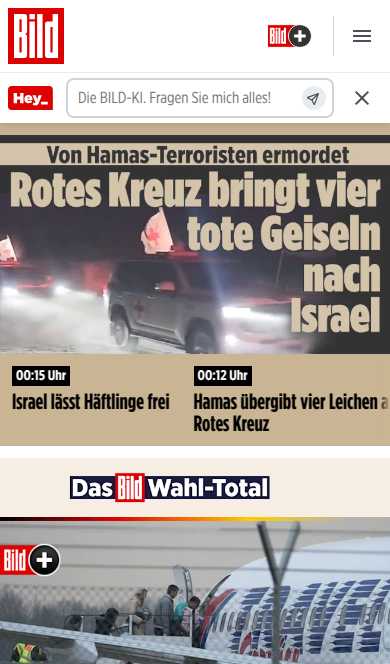 Bild
Bild+
Hey_
Die BILD-KI. Fragen Sie mich alles!
Von Hamas-Terroristen ermordet
Rotes Kreuz bringt vier
tote Geiseln
nach
Israel
00:15 Uhr
Israel lässt Häftlinge frei
00:12 Uhr
Hamas übergibt vier Leichen a
Rotes Kreuz
Das Bild Wahl-Total
Bild+